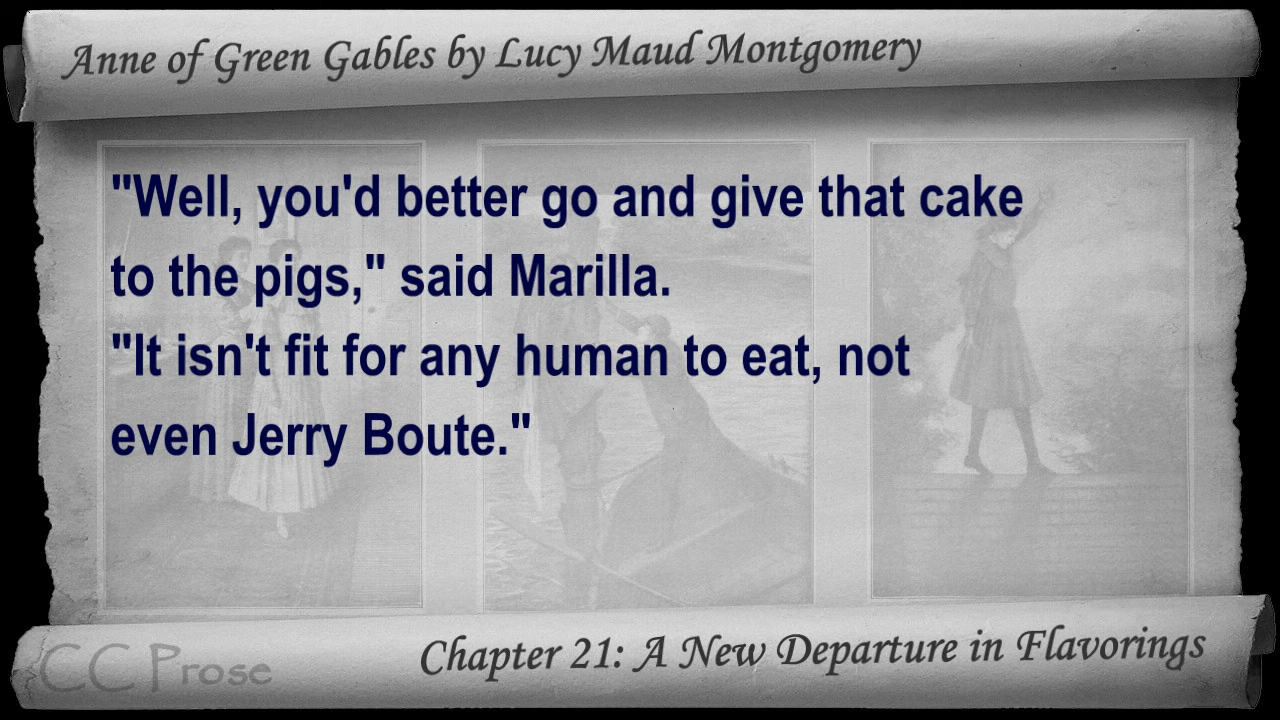 Anne of Green Gables by Lucy Maud Montgomery
"Well, you'd better go and give that cake
to the pigs," said Marilla.
"It isn't fit for any human to eat, not
even Jerry Boute."
Chapter 21: A New Departure in Flavorings
CC Prose